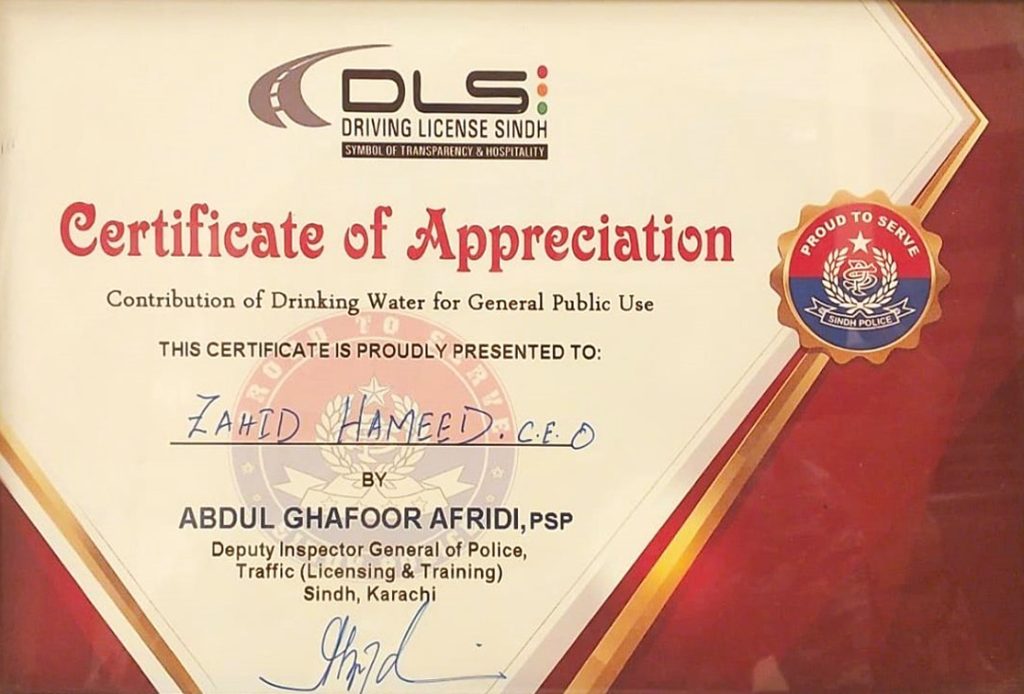 DLS
DRIVING LICENSE SINDH
SYMBOL OF TRANSPARENCY & HOSPITALITY
Certificate of Appreciation
PROUD TO SERVE
SINDH POLICE
Contribution of Drinking Water for General Public Use
THIS CERTIFICATE IS PROUDLY PRESENTED TO:
ZAHID HAMEED. C.E.O
BY
ABDUL GHAFOOR AFRIDI, PSP
Deputy Inspector General of Police,
Traffic (Licensing & Training)
Sindh, Karachi